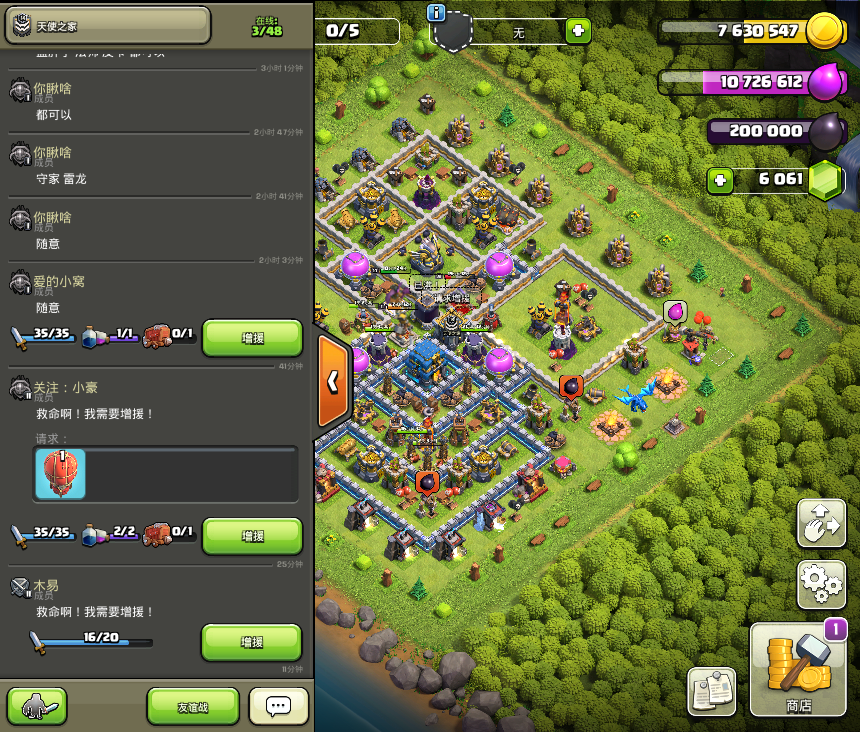 天使之家
在线:
3/48
3小时 1分钟
你瞅啥
成员
都可以
2小时 47分钟
你瞅啥
成员
守家 雷龙
2小时 41分钟
你瞅啥
成员
随意
2小时 3分钟
爱的小窝
成员
随意
35/35
1/1
0/1
增援
41分钟
关注：小豪
成员
救命啊！我需要增援！
请求：
1
35/35
2/2
0/1
增援
25分钟
木易
成员
救命啊！我需要增援！
16/20
增援
11分钟
友谊战
0/5
无
7 630 547
10 726 612
200 000
6 061
请求增援
1
商店